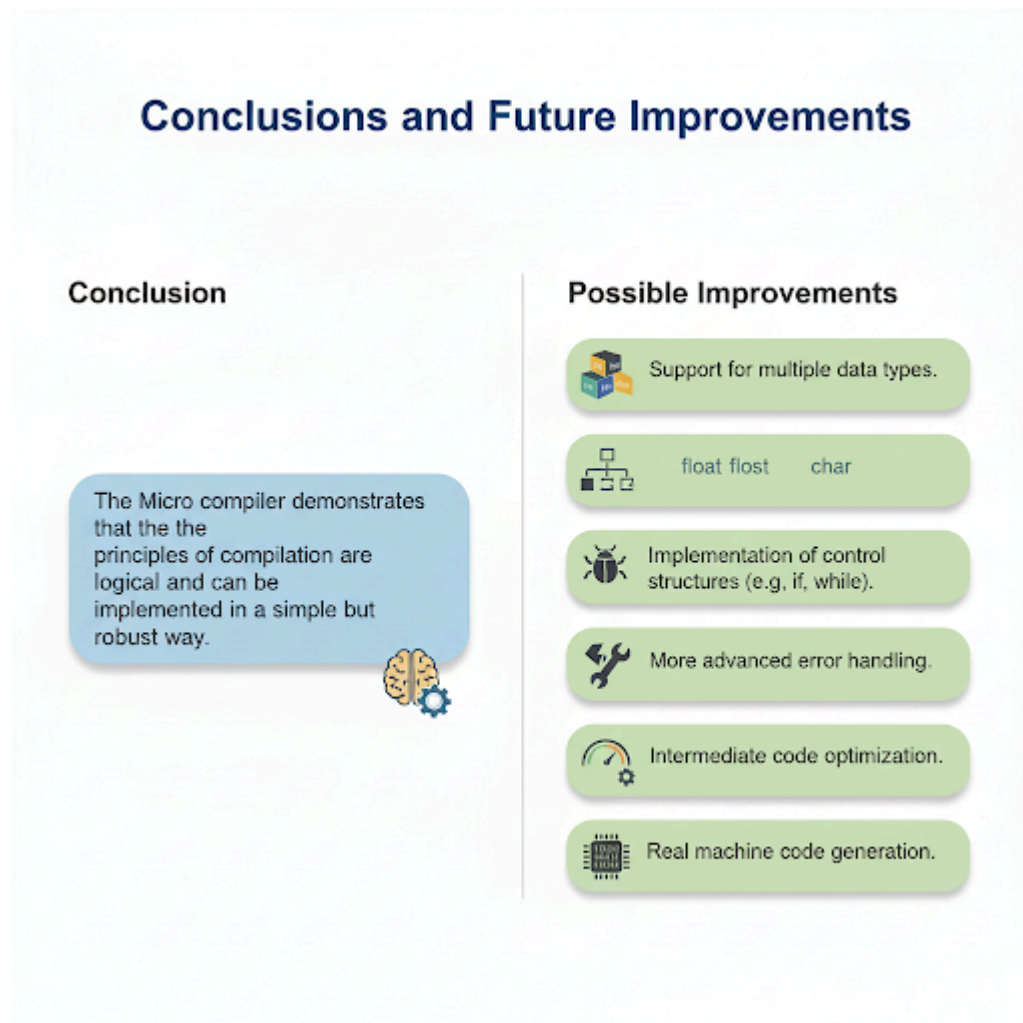 Conclusions and Future Improvements
Conclusion
The Micro compiler demonstrates
that the the
principles of compilation are
logical and can be
implemented in a simple but
robust way.
Possible Improvements
Support for multiple data types.
float flost char
Implementation of control
structures (e.g, if, while).
More advanced error handling.
Intermediate code optimization.
Real machine code generation.